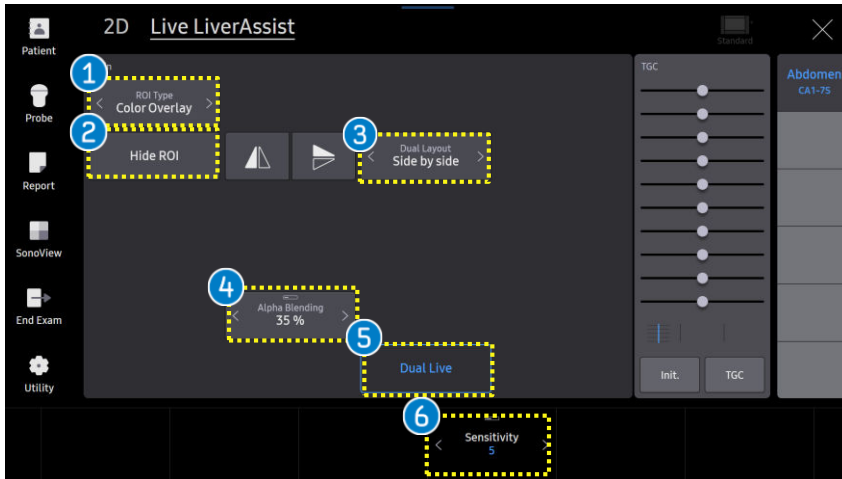 Patient
2D
Live LiverAssist
Standard
1
ROI Type
Color Overlay
TGC
Abdomen
CA1-7S
Probe
2
Hide ROI
3
Dual Layout
Side by side
Report
SonoView
4
Alpha Blending
35 %
End Exam
5
Dual Live
Init.
TGC
Utility
6
Sensitivity
5